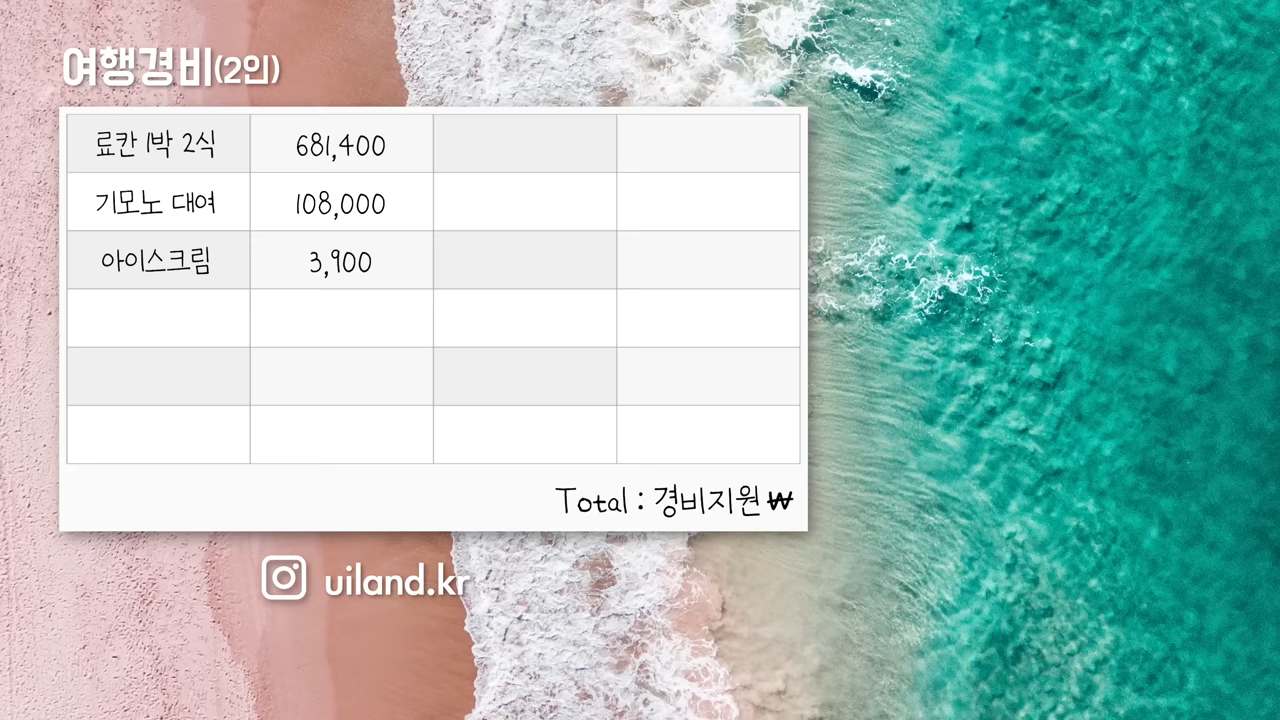 여행경비(2인)
료칸 1박 2식 681,400
기모노 대여 108,000
아이스크림 3,900
Total : 경비지원 ₩
uiland.kr